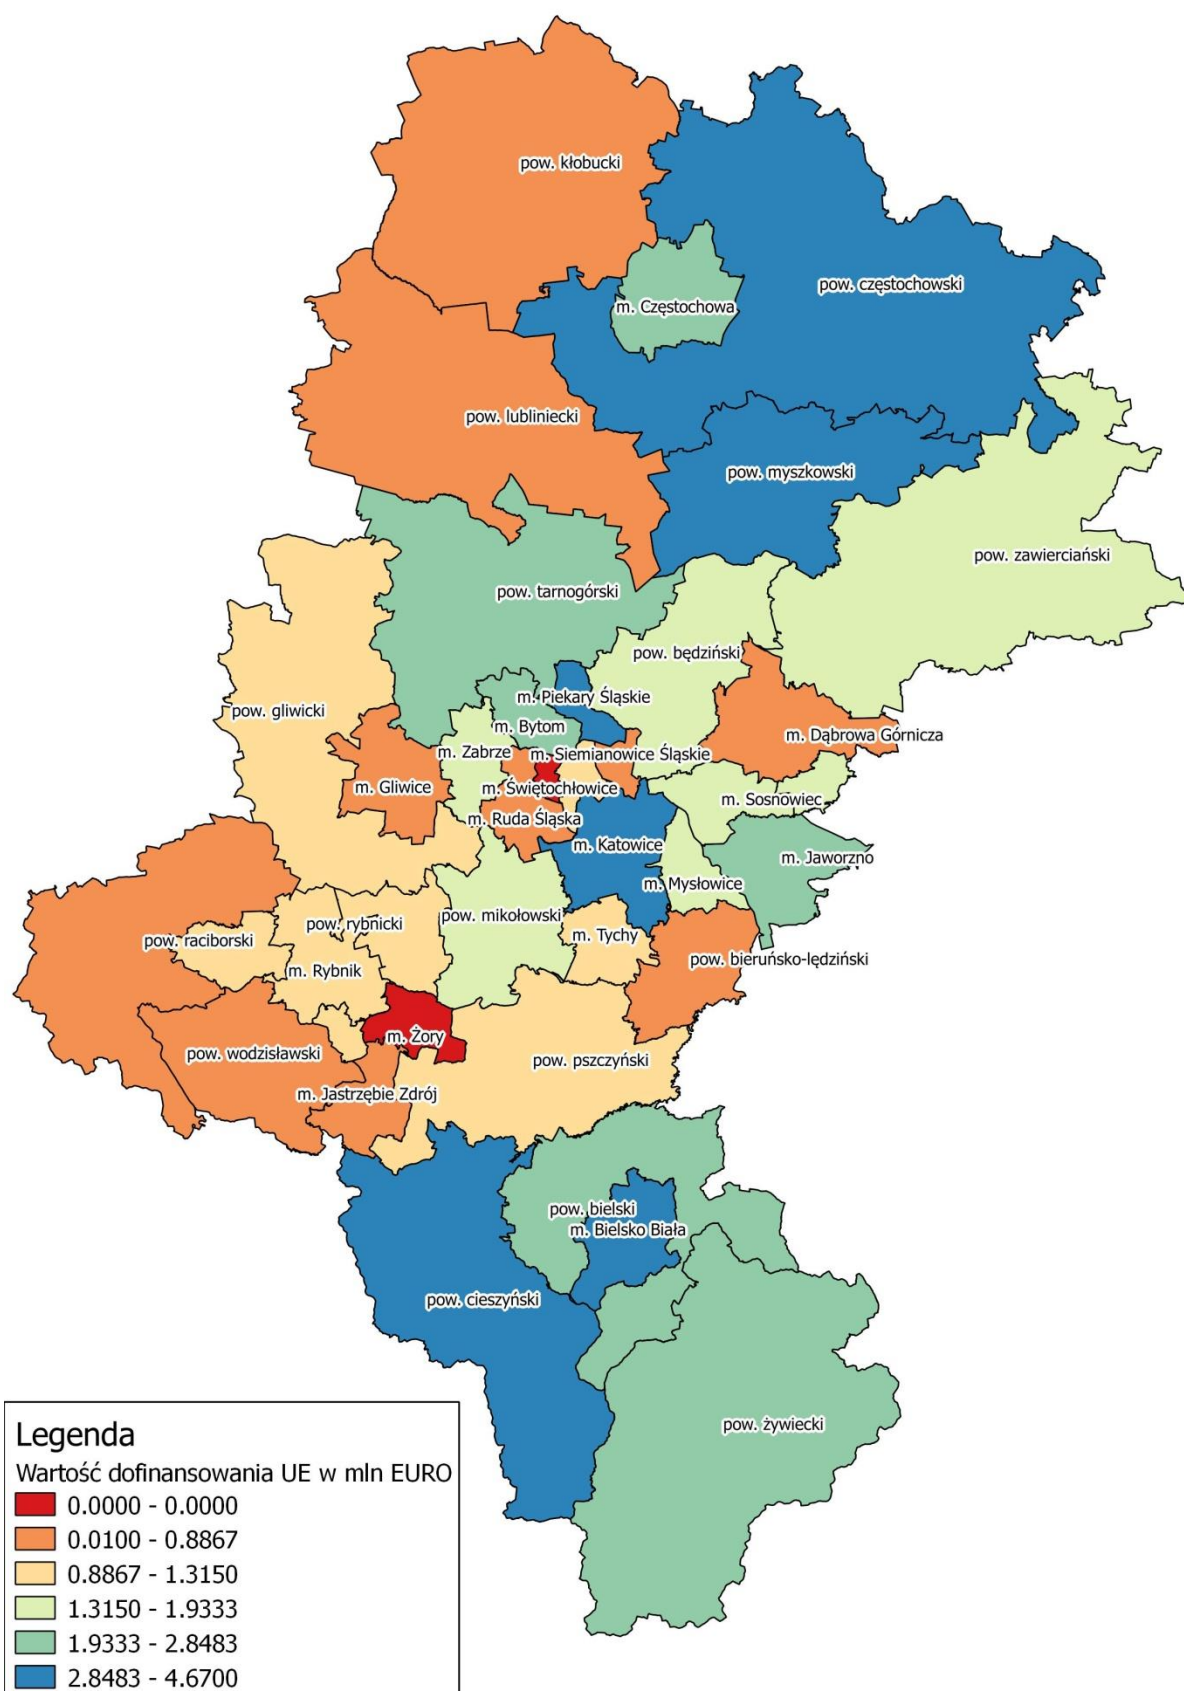 pow. kłobucki
pow. częstochowski
m. Częstochowa
pow. lubliniecki
pow. myszkowski
pow. zawierciański
pow. tarnogórski
pow. będziński
m. Piekary Śląskie
pow. gliwicki
m. Bytom
m. Dąbrowa Górnicza
m. Zabrze
m. Siemianowice Śląskie
m. Gliwice
m. Świętochłowice
m. Sosnowiec
m. Ruda Śląska
m. Katowice
m. Jaworzno
m. Mysłowice
pow. mikołowski
pow. rybnicki
m. Tychy
pow. raciborski
pow. bieruńsko-lędziński
m. Rybnik
m. Żory
pow. wodzisławski
pow. pszczyński
m. Jastrzębie Zdrój
pow. bielski
m. Bielsko Biała
pow. cieszyński
pow. żywiecki
Legenda
Wartość dofinansowania UE w mln EURO
0.0000 - 0.0000
0.0100 - 0.8867
0.8867 - 1.3150
1.3150 - 1.9333
1.9333 - 2.8483
2.8483 - 4.6700